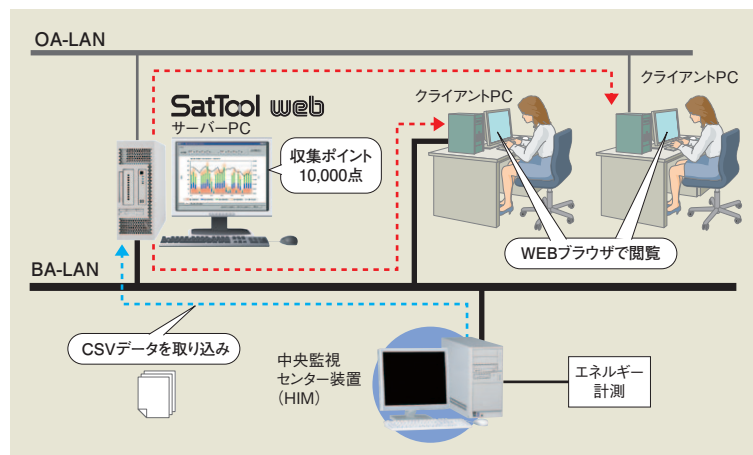 OA-LAN
クライアントPC
クライアントPC
SatTool web
サーバーPC
収集ポイント
10,000点
WEBブラウザで閲覧
BA-LAN
CSVデータを取り込み
中央監視
センター装置
（HIM）
エネルギー
計測